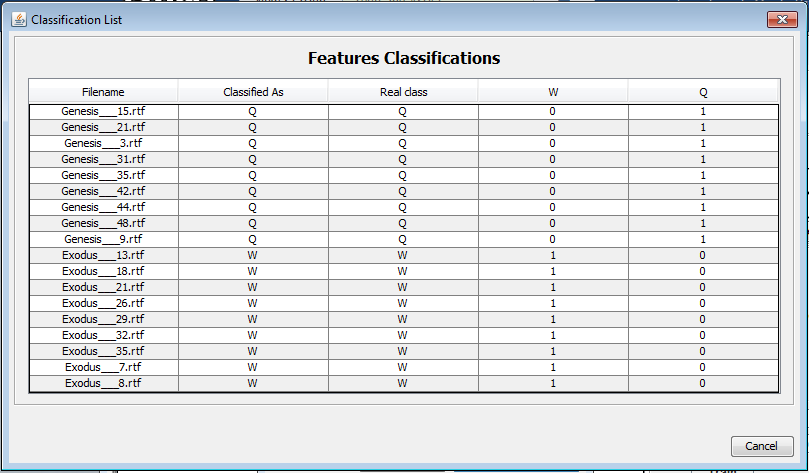 Classification List
Features Classifications
Filename Classified As Real class W Q
Genesis___15.rtf Q Q 0 1
Genesis___21.rtf Q Q 0 1
Genesis___3.rtf Q Q 0 1
Genesis___31.rtf Q Q 0 1
Genesis___35.rtf Q Q 0 1
Genesis___42.rtf Q Q 0 1
Genesis___44.rtf Q Q 0 1
Genesis___48.rtf Q Q 0 1
Genesis___9.rtf Q Q 0 1
Exodus___13.rtf W W 1 0
Exodus___18.rtf W W 1 0
Exodus___21.rtf W W 1 0
Exodus___26.rtf W W 1 0
Exodus___29.rtf W W 1 0
Exodus___32.rtf W W 1 0
Exodus___35.rtf W W 1 0
Exodus___7.rtf W W 1 0
Exodus___8.rtf W W 1 0
Cancel